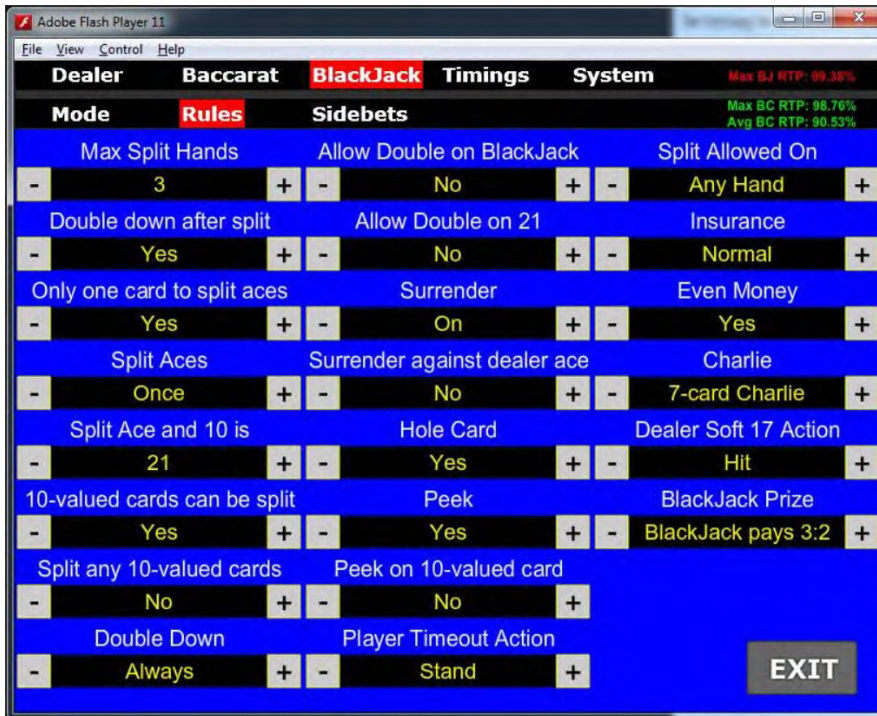 Adobe Flash Player 11
File View Control Help
Dealer Baccarat BlackJack Timings System Max BJ RTP: 99.38%
Mode Rules Sidebets Max BC RTP: 98.76%
Avg BC RTP: 90.53%
Max Split Hands Allow Double on BlackJack Split Allowed On
- 3 + - No + - Any Hand +
Double down after split Allow Double on 21 Insurance
- Yes + - No + - Normal +
Only one card to split aces Surrender Even Money
- Yes + - On + - Yes +
Split Aces Surrender against dealer ace Charlie
- Once + - No + - 7-card Charlie +
Split Ace and 10 is Hole Card Dealer Soft 17 Action
- 21 + - Yes + - Hit +
10-valued cards can be split Peek BlackJack Prize
- Yes + - Yes + - BlackJack pays 3:2 +
Split any 10-valued cards Peek on 10-valued card
- No + - No +
Double Down Player Timeout Action
- Always + - Stand +
EXIT